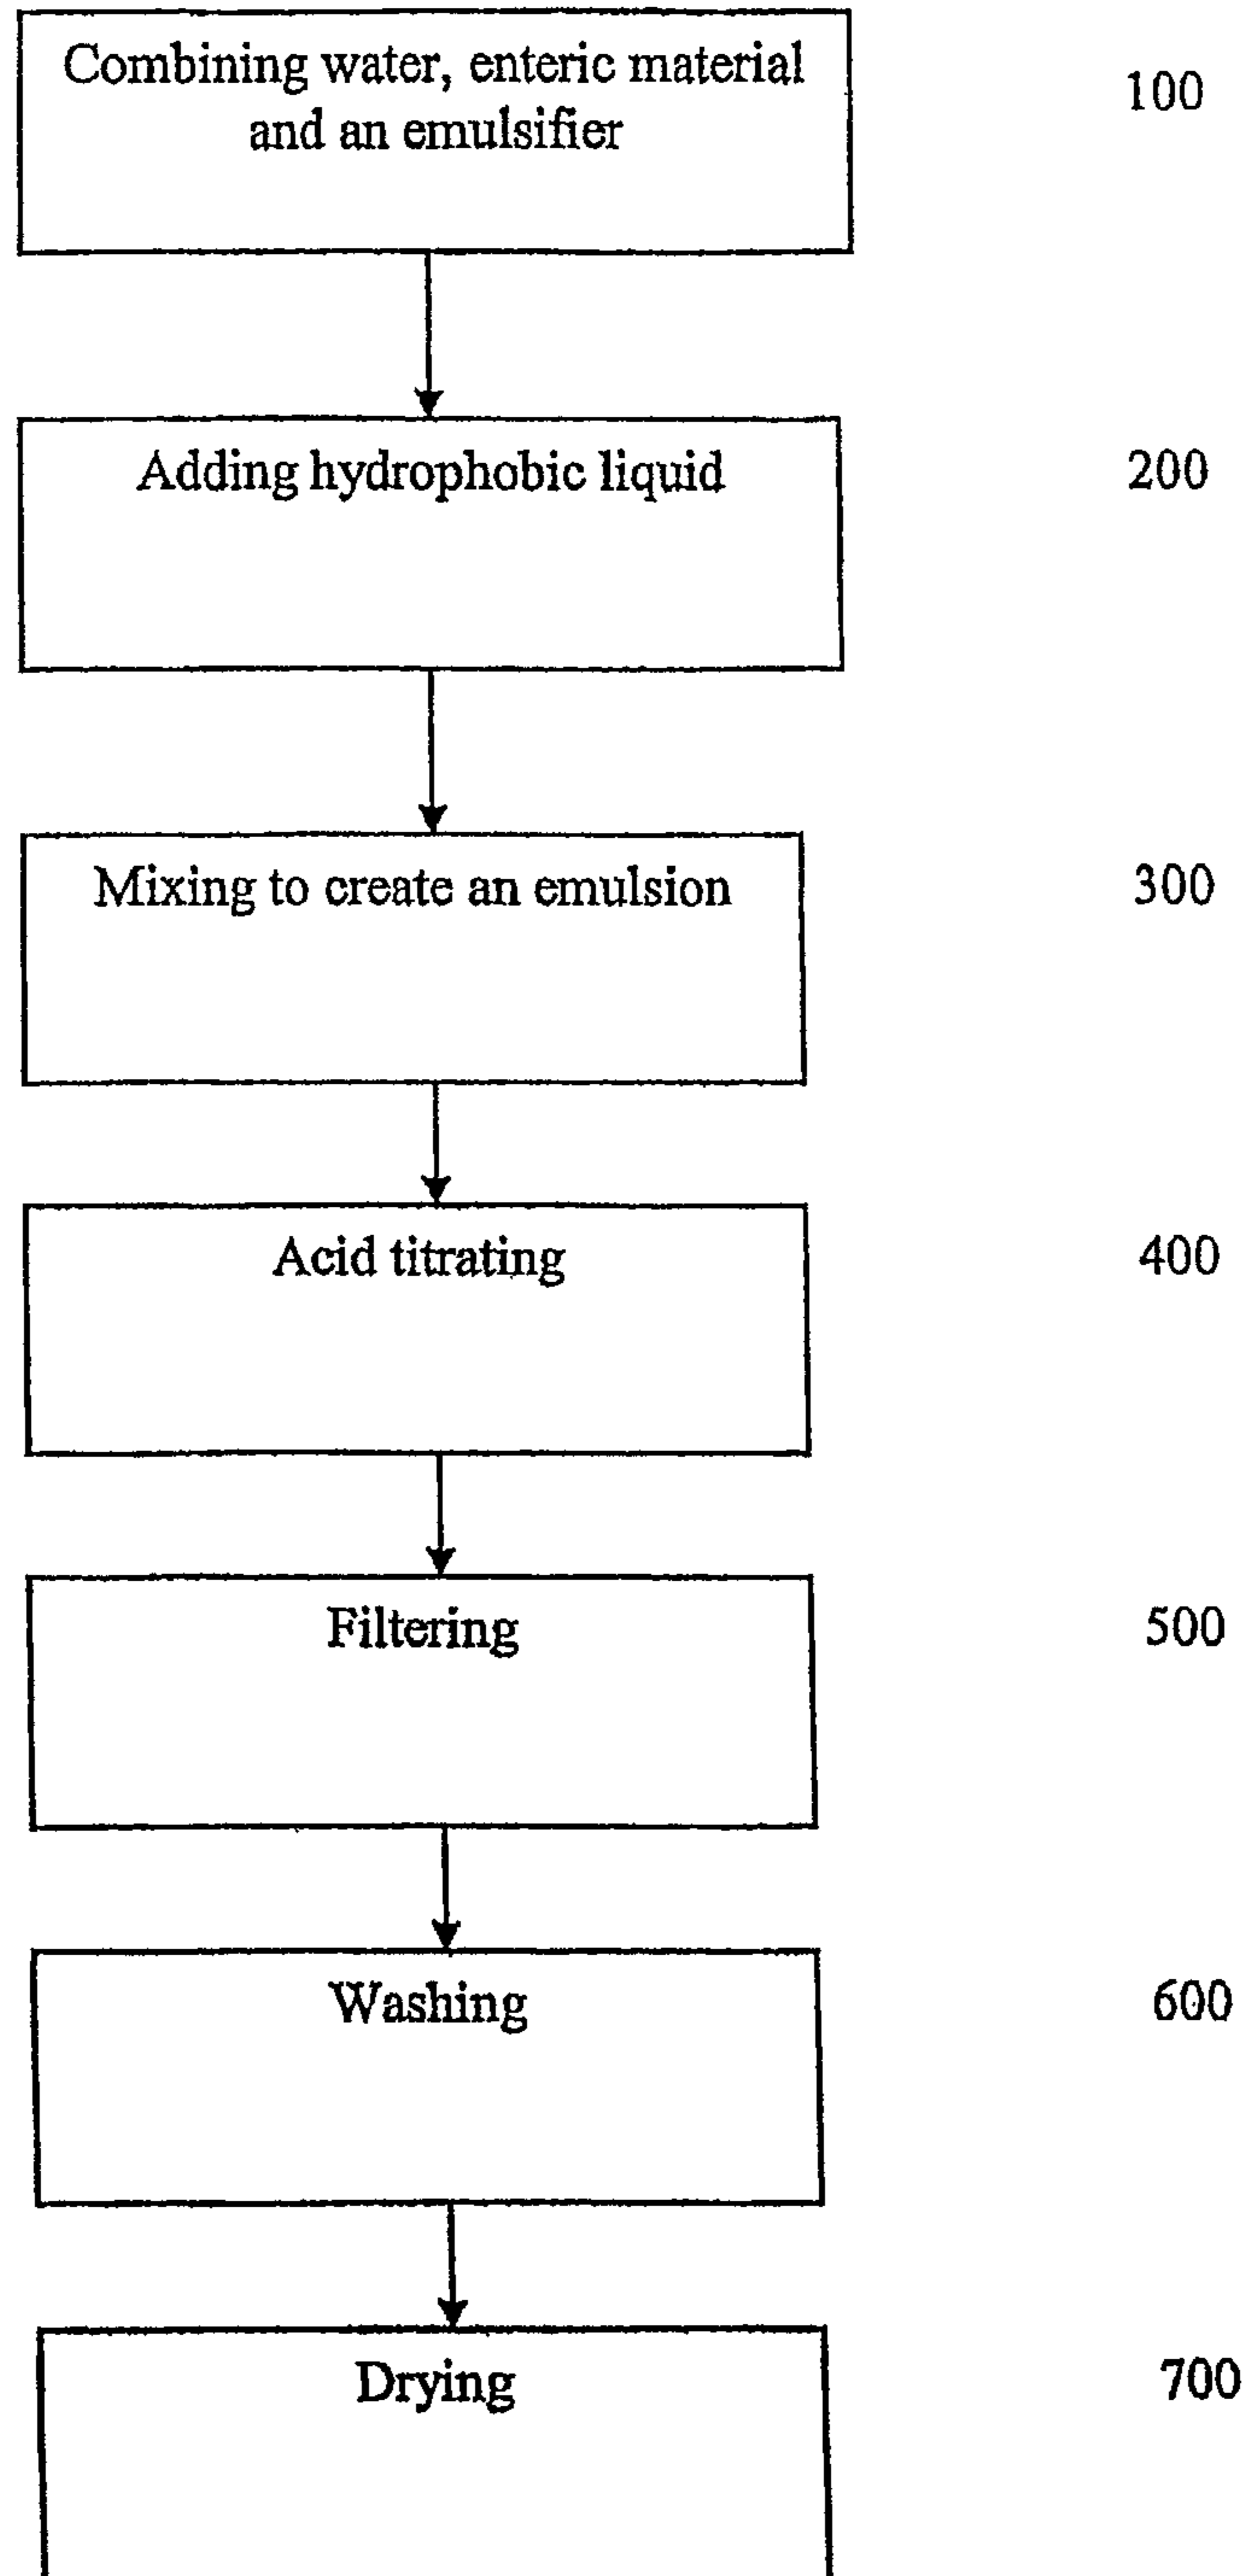 Combining water, enteric material
and an emulsifier
100
Adding hydrophobic liquid
200
Mixing to create an emulsion
300
Acid titrating
400
Filtering
500
Washing
600
Drying
700